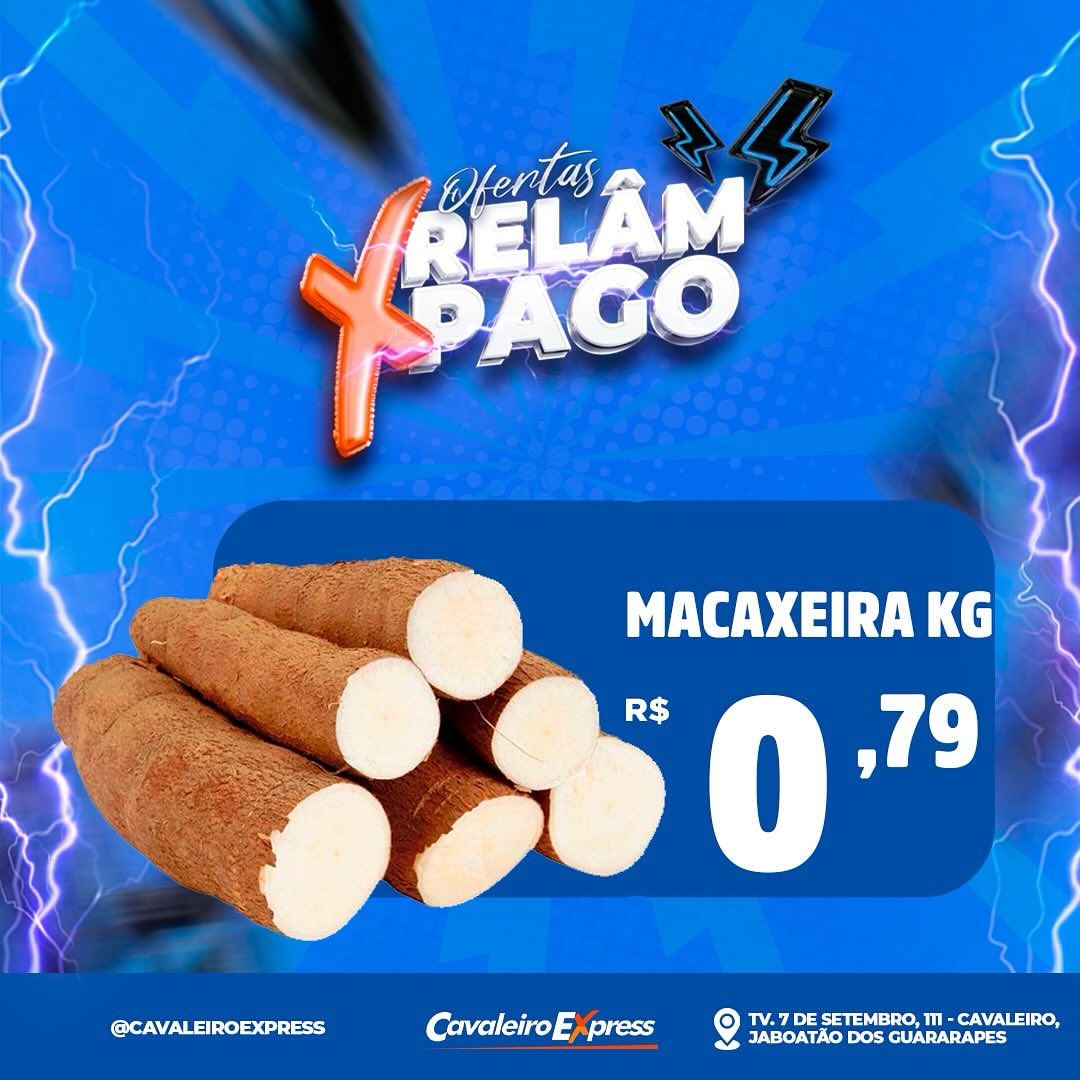 Ofertas
RELÂM
PAGO
MACAXEIRA KG
R$ 0,79
@CAVALEIROEXPRESS
Cavaleiro Express
TV. 7 DE SETEMBRO, 111 - CAVALEIRO,
JABOATÃO DOS GUARARAPES